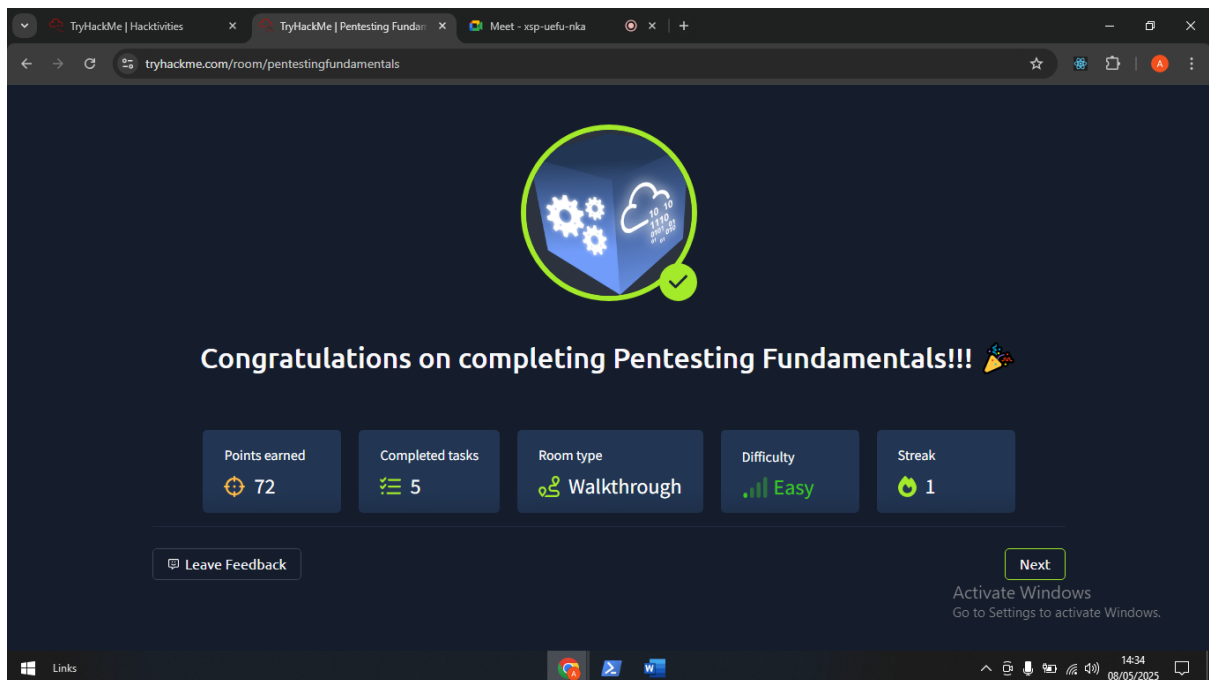 TryHackMe | Hacktivities
TryHackMe | Pentesting Fundam
Meet - xsp-uefu-nka
tryhackme.com/room/pentestingfundamentals
A
10 10
1110
Congratulations on completing Pentesting Fundamentals!!!
Points earned
72
Completed tasks
5
Room type
Walkthrough
Difficulty
Easy
Streak
1
Leave Feedback
Next
Activate Windows
Go to Settings to activate Windows.
Links
W
14:34
08/05/2025